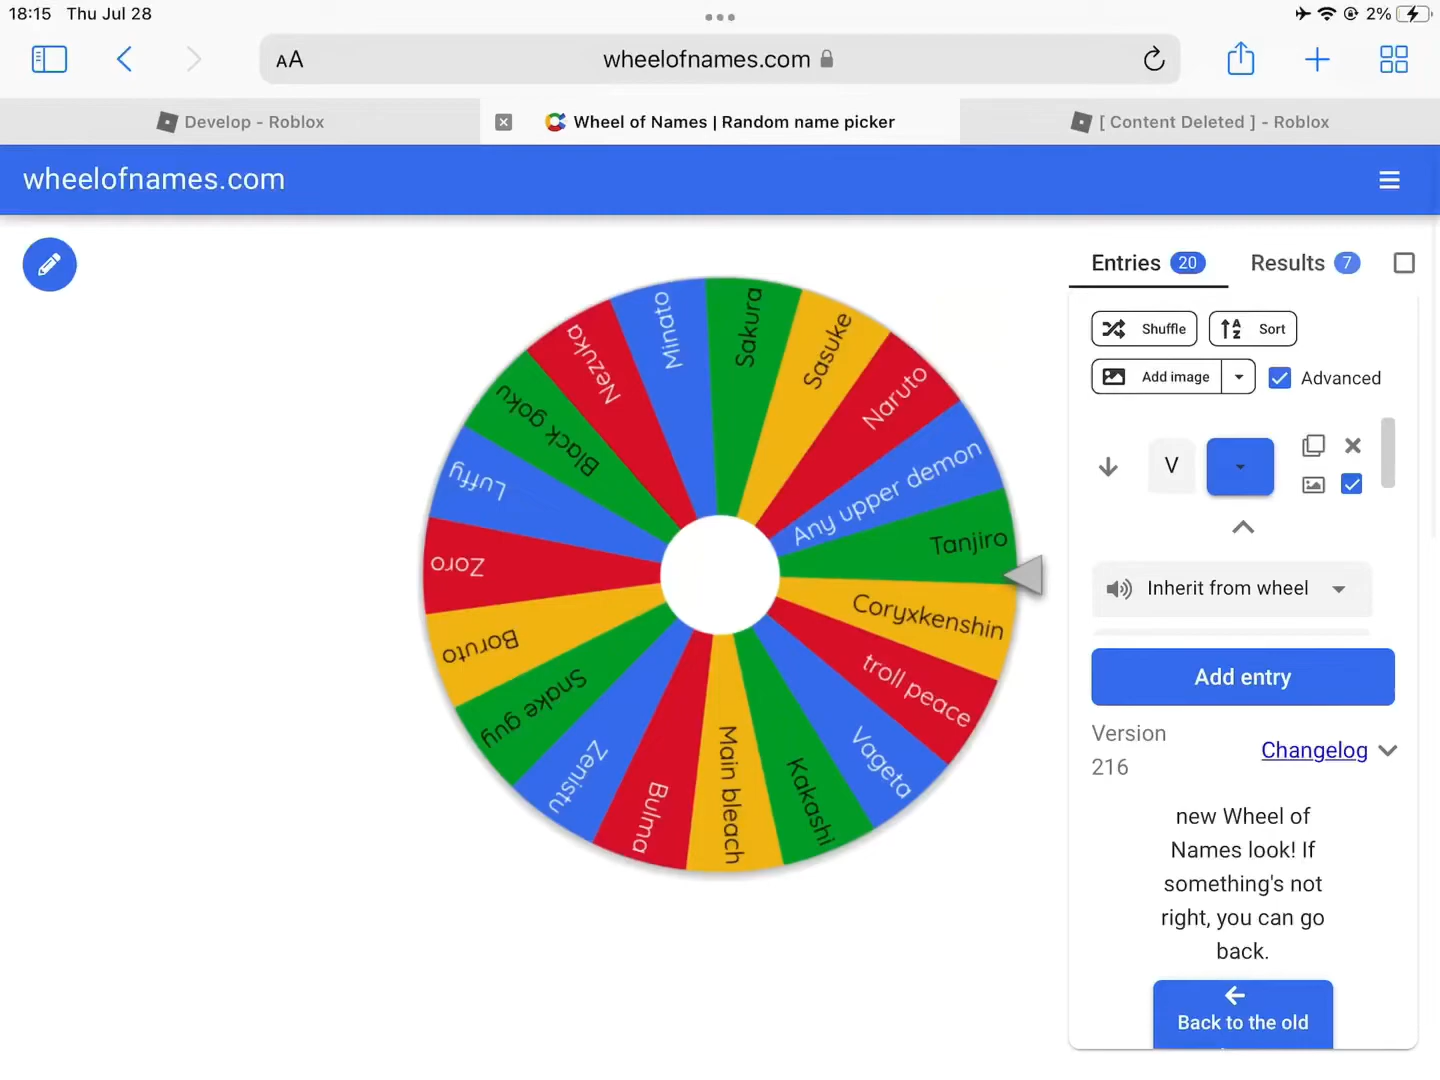 18:15 Thu Jul 28
2%
AA
wheelofnames.com
Develop - Roblox
Wheel of Names | Random name picker
[ Content Deleted ] - Roblox
wheelofnames.com
Entries 20
Results 7
Shuffle
Sort
Add image
Advanced
V
Inherit from wheel
Add entry
Version
216
Changelog
new Wheel of
Names look! If
something's not
right, you can go
back.
Back to the old
Minato
Sakura
Sasuke
Naruto
Any upper demon
Tanjiro
Coryxkenshin
troll peace
Vageta
Kakashi
Main bleach
Bulma
Zenistu
Snake guy
Boruto
Zoro
Luffy
Black goku
Nezuka